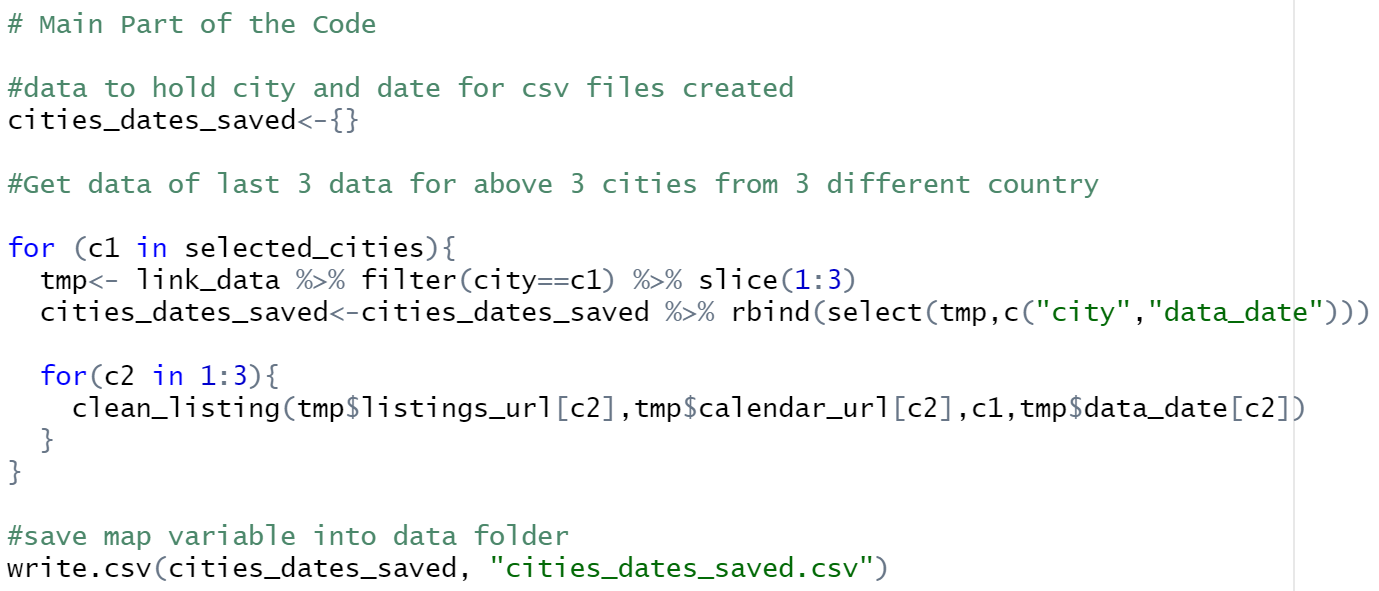 # Main Part of the Code
#data to hold city and date for csv files created
cities_dates_saved<-{}
#Get data of last 3 data for above 3 cities from 3 different country
for (c1 in selected_cities){
  tmp<- link_data %>% filter(city==c1) %>% slice(1:3)
  cities_dates_saved<-cities_dates_saved %>% rbind(select(tmp,c("city","data_date")))
  for(c2 in 1:3){
    clean_listing(tmp$listings_url[c2],tmp$calendar_url[c2],c1,tmp$data_date[c2])
  }
}
#save map variable into data folder
write.csv(cities_dates_saved, "cities_dates_saved.csv")